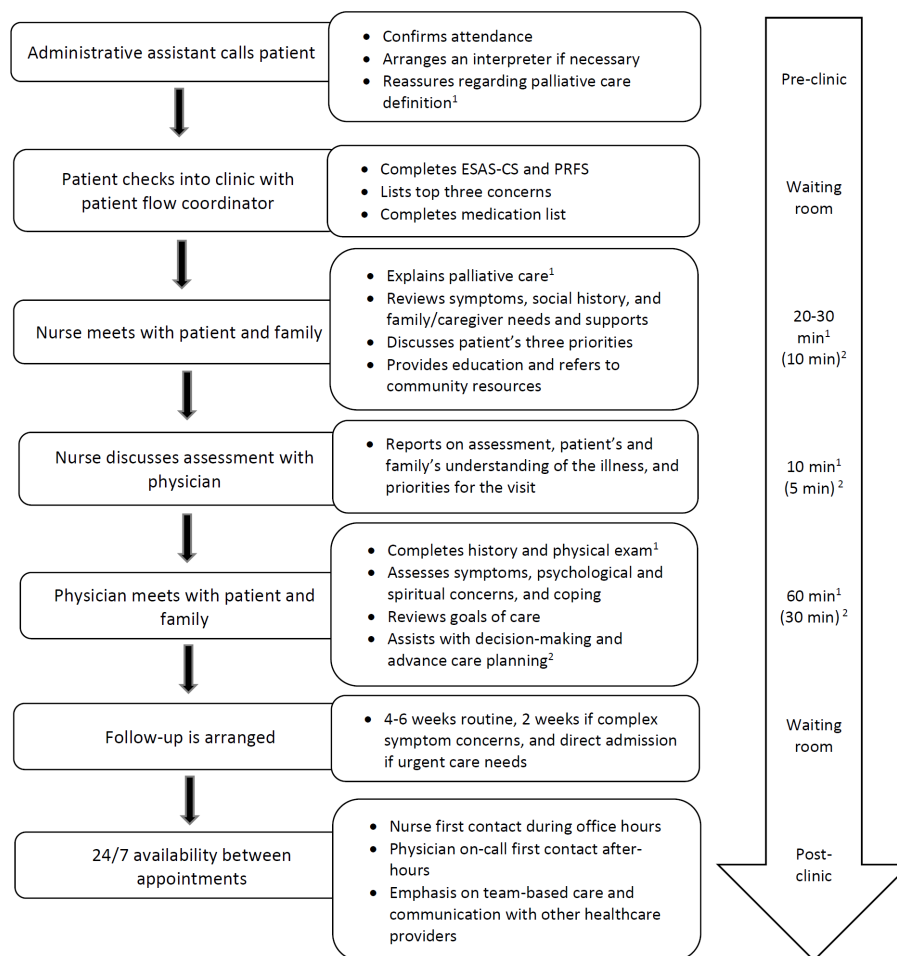 Administrative assistant calls patient
• Confirms attendance
• Arranges an interpreter if necessary
• Reassures regarding palliative care
definition¹
Pre-clinic
Patient checks into clinic with
patient flow coordinator
• Completes ESAS-CS and PRFS
• Lists top three concerns
• Completes medication list
Waiting
room
Nurse meets with patient and family
• Explains palliative care¹
• Reviews symptoms, social history, and
family/caregiver needs and supports
• Discusses patient’s three priorities
• Provides education and refers to
community resources
20-30
min¹
(10 min)²
Nurse discusses assessment with
physician
• Reports on assessment, patient’s and
family’s understanding of the illness, and
priorities for the visit
10 min¹
(5 min) ²
Physician meets with patient and
family
• Completes history and physical exam¹
• Assesses symptoms, psychological and
spiritual concerns, and coping
• Reviews goals of care
• Assists with decision-making and
advance care planning²
60 min¹
(30 min) ²
Follow-up is arranged
• 4-6 weeks routine, 2 weeks if complex
symptom concerns, and direct admission
if urgent care needs
Waiting
room
24/7 availability between
appointments
• Nurse first contact during office hours
• Physician on-call first contact after-
hours
• Emphasis on team-based care and
communication with other healthcare
providers
Post-
clinic